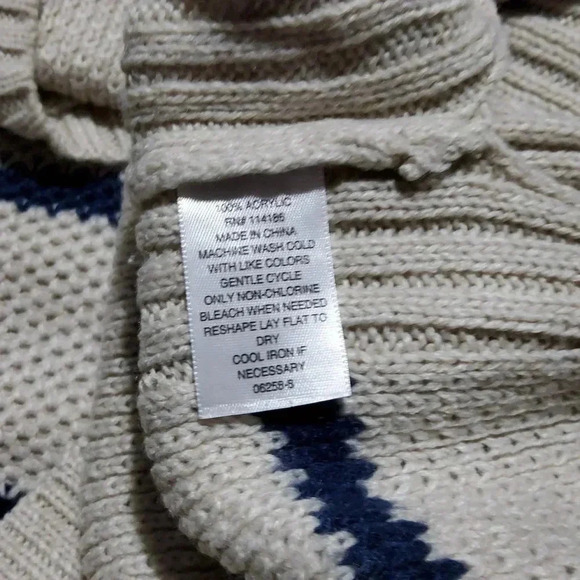 100% ACRYLIC
RN# 114186
MADE IN CHINA
MACHINE WASH COLD
WITH LIKE COLORS
GENTLE CYCLE
ONLY NON-CHLORINE
BLEACH WHEN NEEDED
RESHAPE LAY FLAT TO
DRY
COOL IRON IF
NECESSARY
06258-S